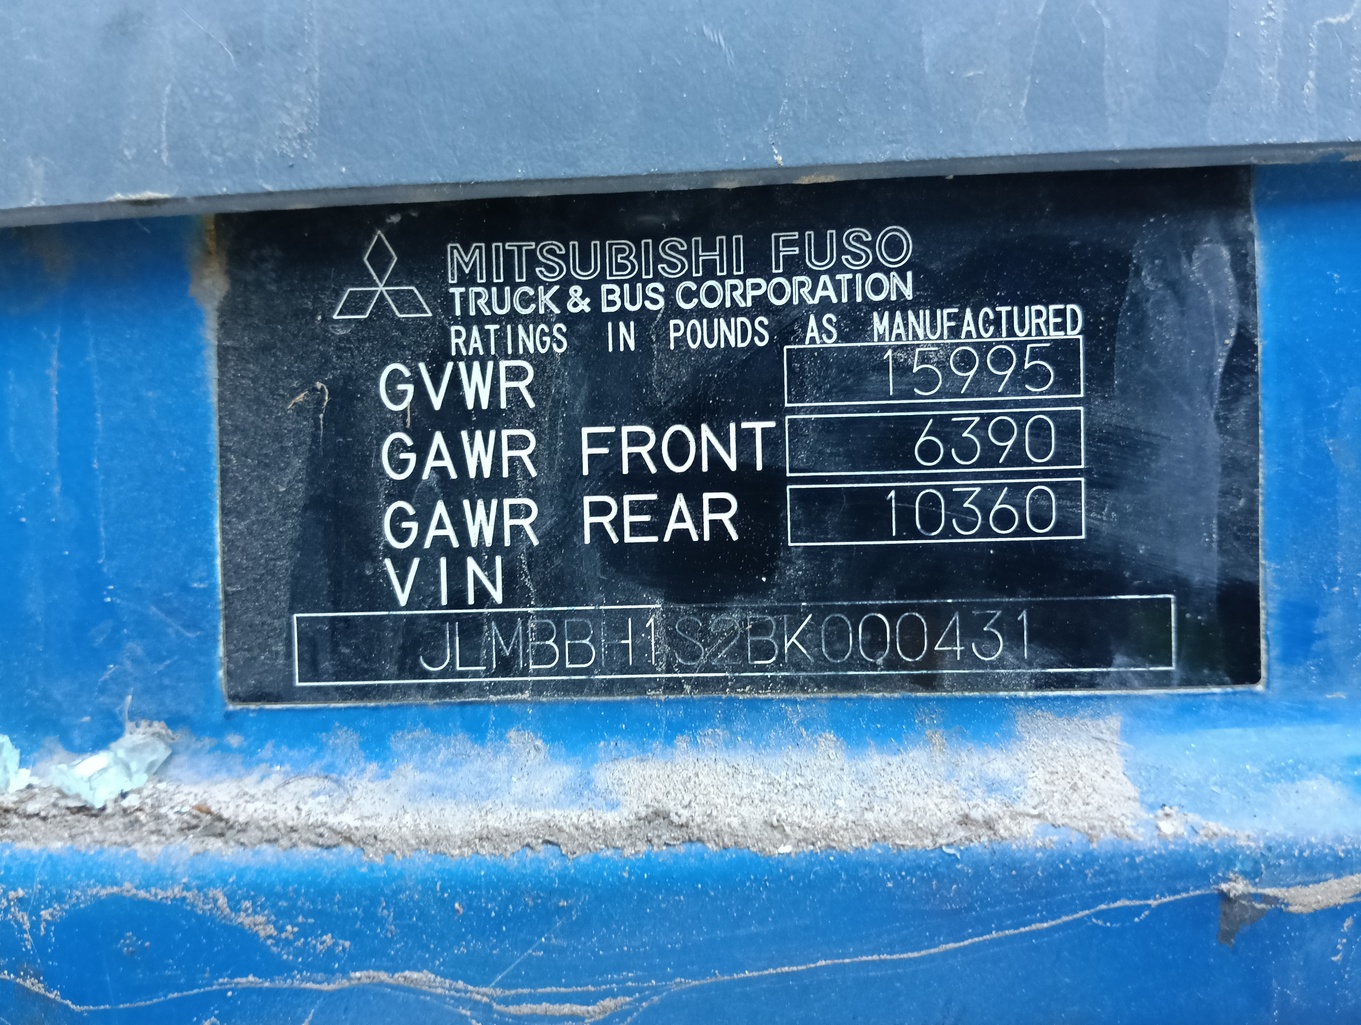 MITSUBISHI FUSO
TRUCK & BUS CORPORATION
RATINGS IN POUNDS AS MANUFACTURED
GVWR 15995
GAWR FRONT 6390
GAWR REAR 10360
VIN
JLMBBH1S2BK000431